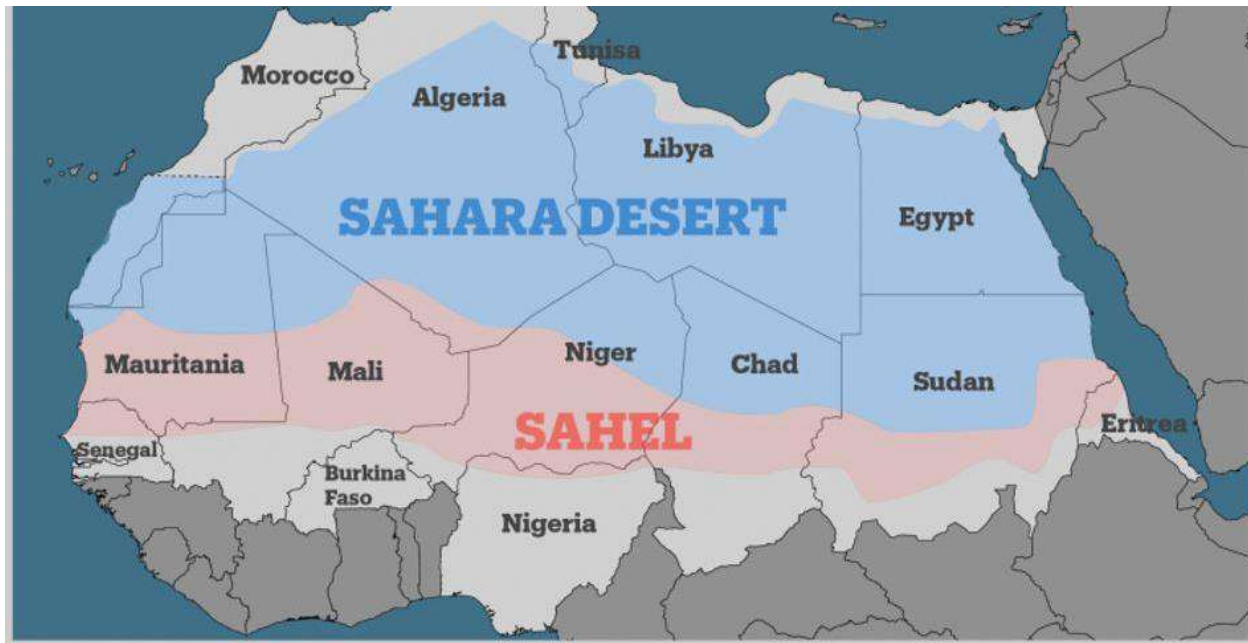 Tunisa
Morocco
Algeria
Libya
SAHARA DESERT
Egypt
Mauritania
Mali
Niger
Chad
Sudan
SAHEL
Eritrea
Senegal
Burkina
Faso
Nigeria